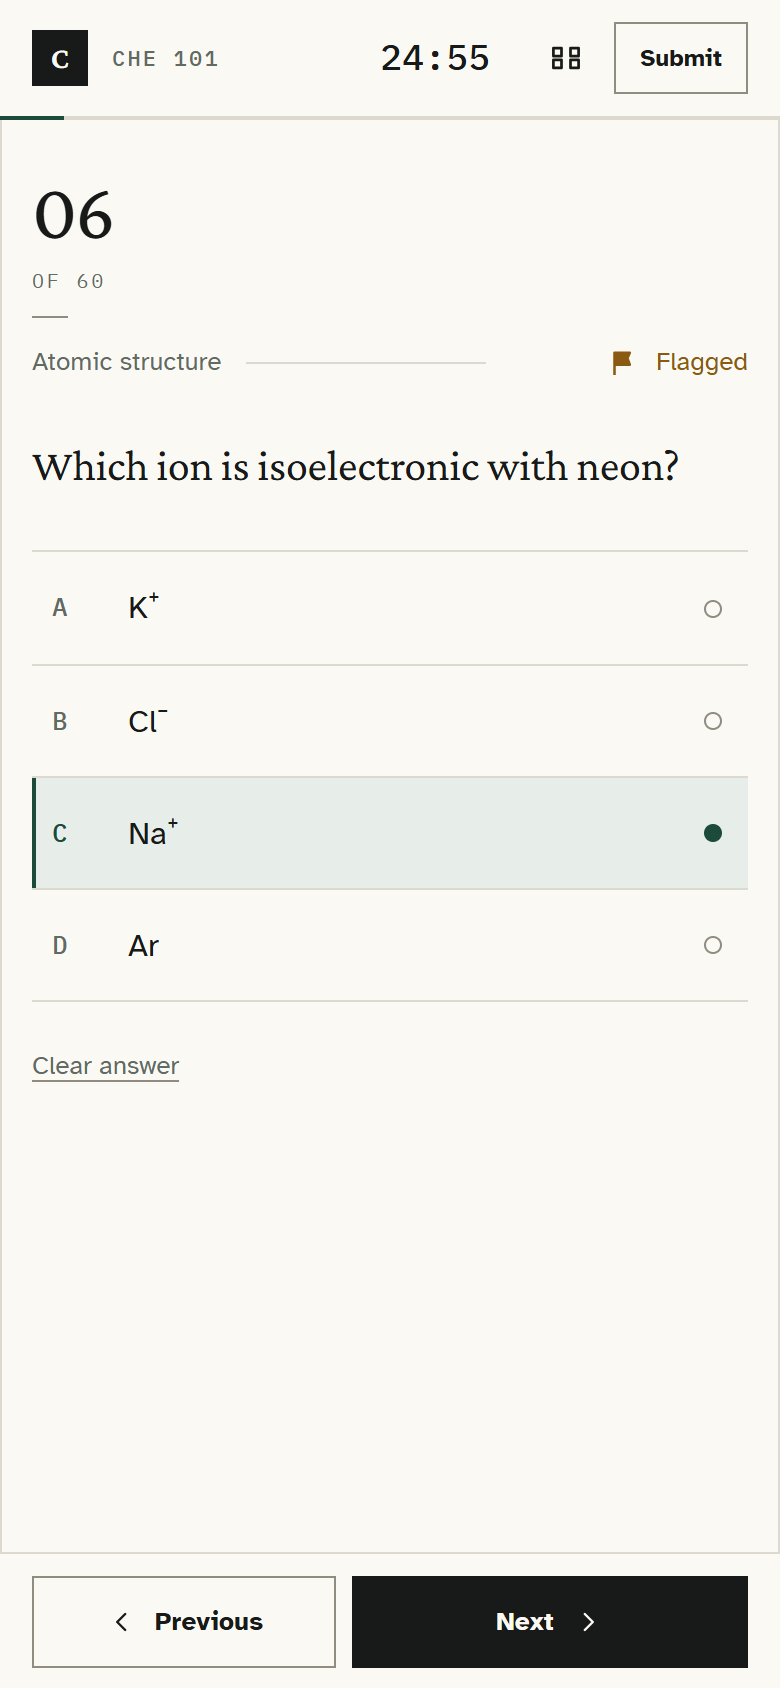 C CHE 101 24:55 Submit
06
OF 60
Atomic structure Flagged
Which ion is isoelectronic with neon?
A K⁺
B Cl⁻
C Na⁺
D Ar
Clear answer
Previous Next